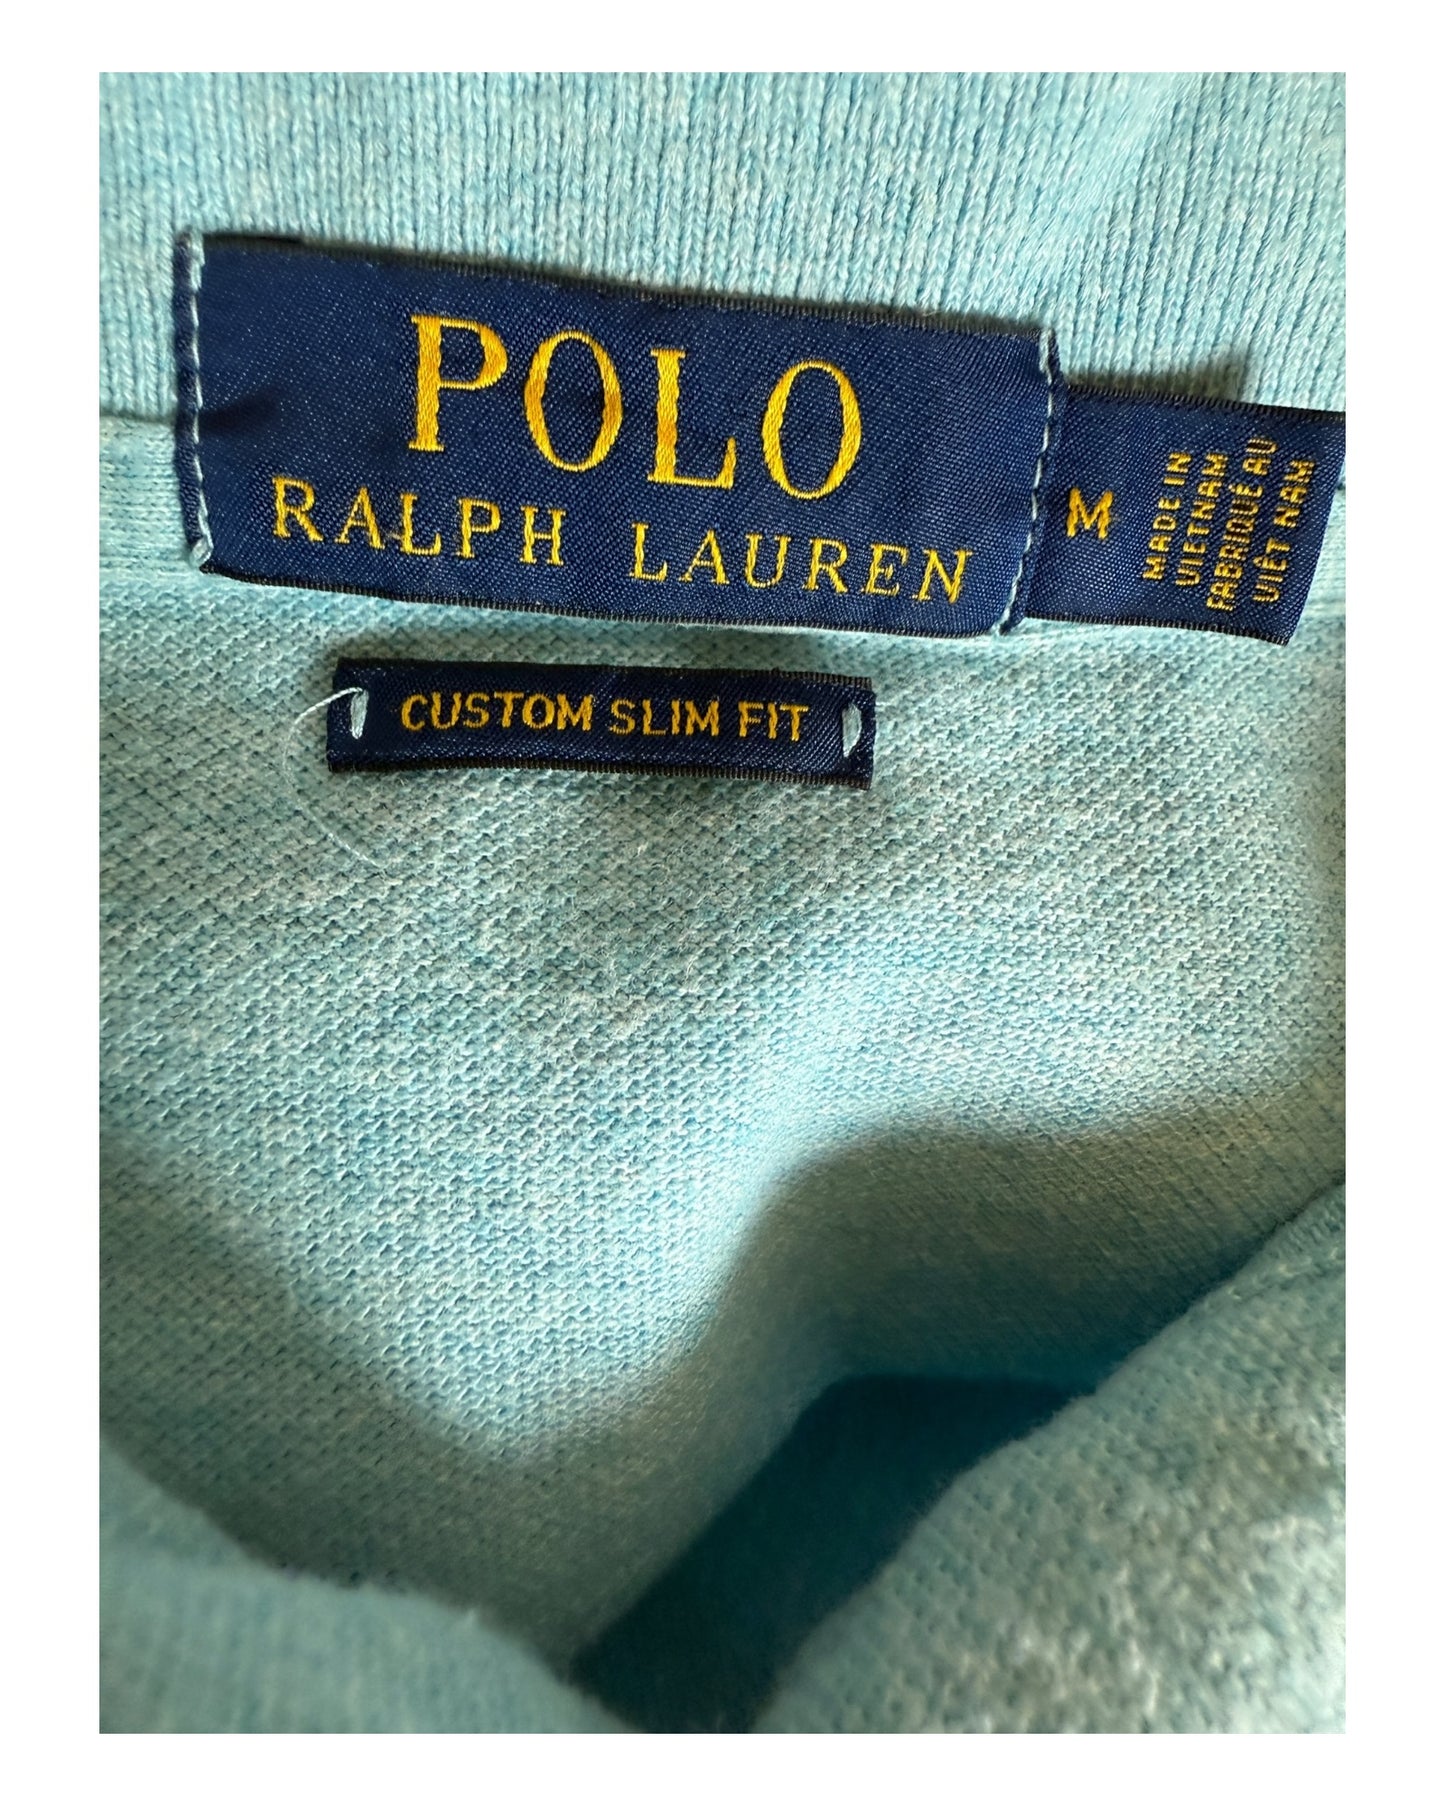 POLO
RALPH LAUREN
M
MADE IN
VIETNAM
FABRIQUÉ AU
VIÊT NAM
CUSTOM SLIM FIT